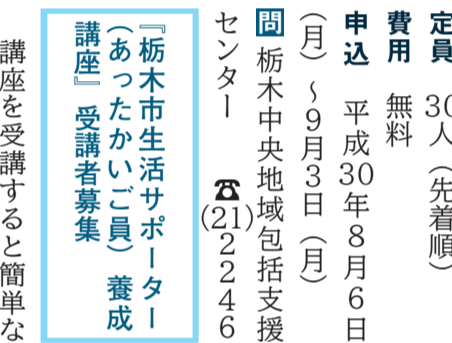 定員 30人（先着順）
費用 無料
申込 平成30年8月6日
（月）～9月3日（月）
問 栃木中央地域包括支援
センター ☎(21)2246
『栃木市生活サポーター
（あったかいご員）養成
講座』 受講者募集
講座を受講すると簡単な